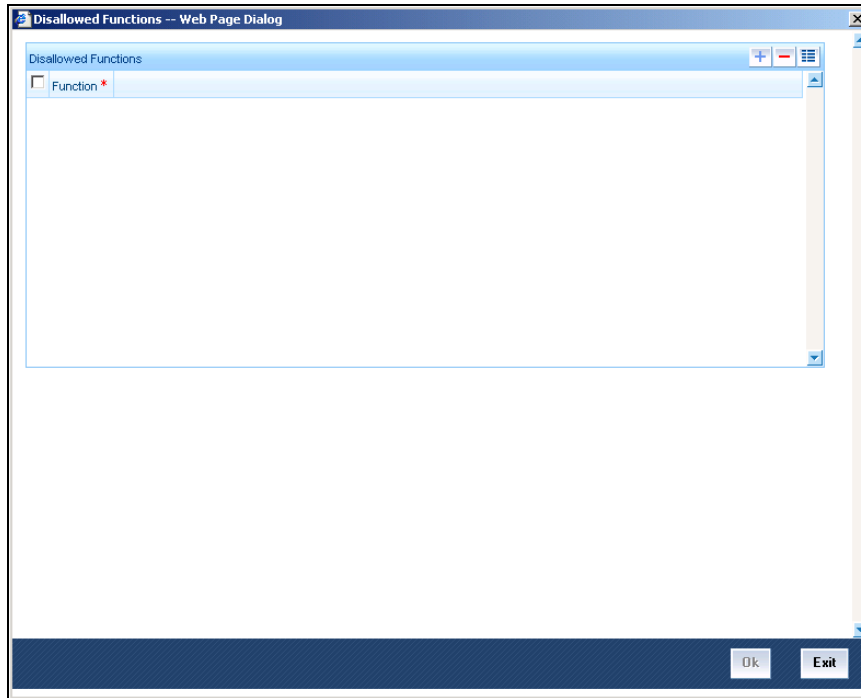 Disallowed Functions -- Web Page Dialog
Disallowed Functions
Function *
Ok
Exit